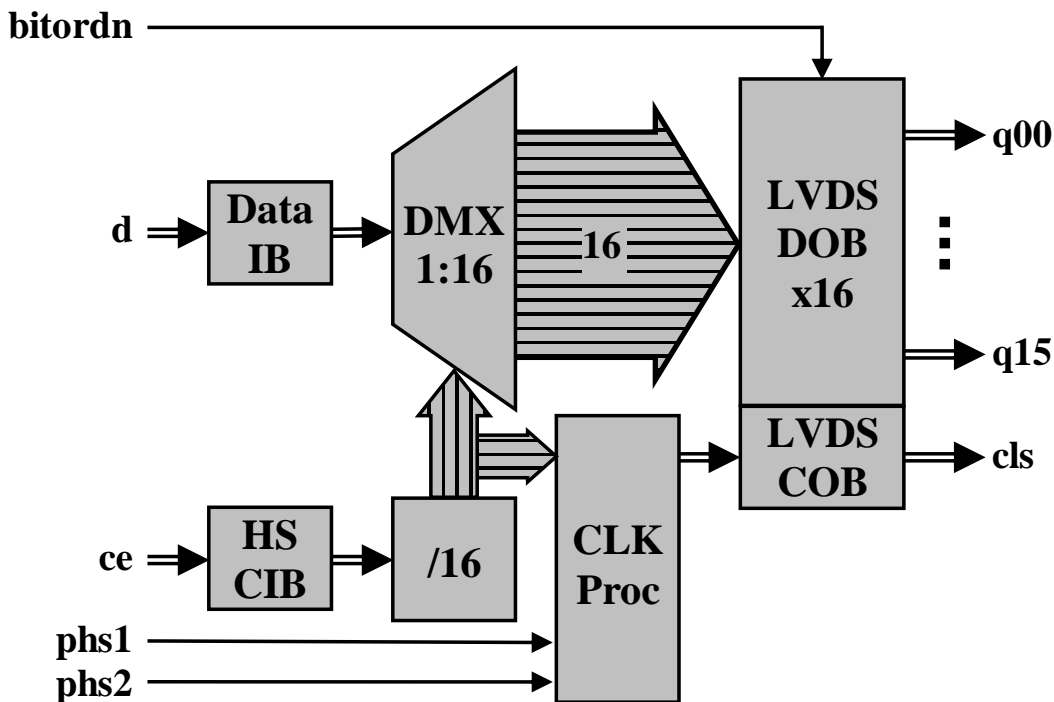 bitordn
q00
d
Data
IB
DMX
1:16
16
LVDS
DOB
x16
q15
ce
HS
CIB
/16
CLK
Proc
LVDS
COB
cls
phs1
phs2